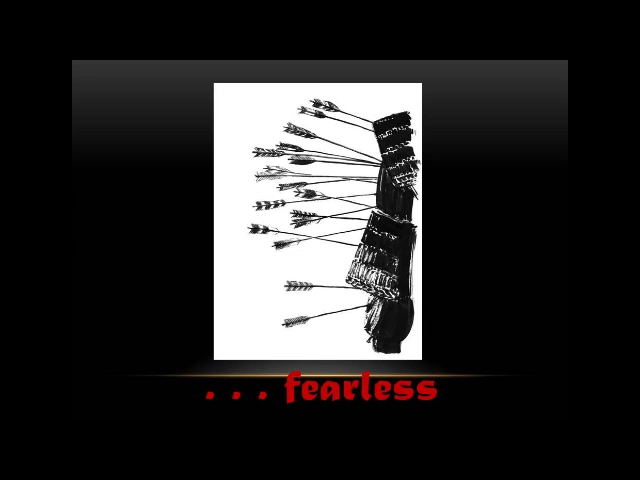 . . . fearless